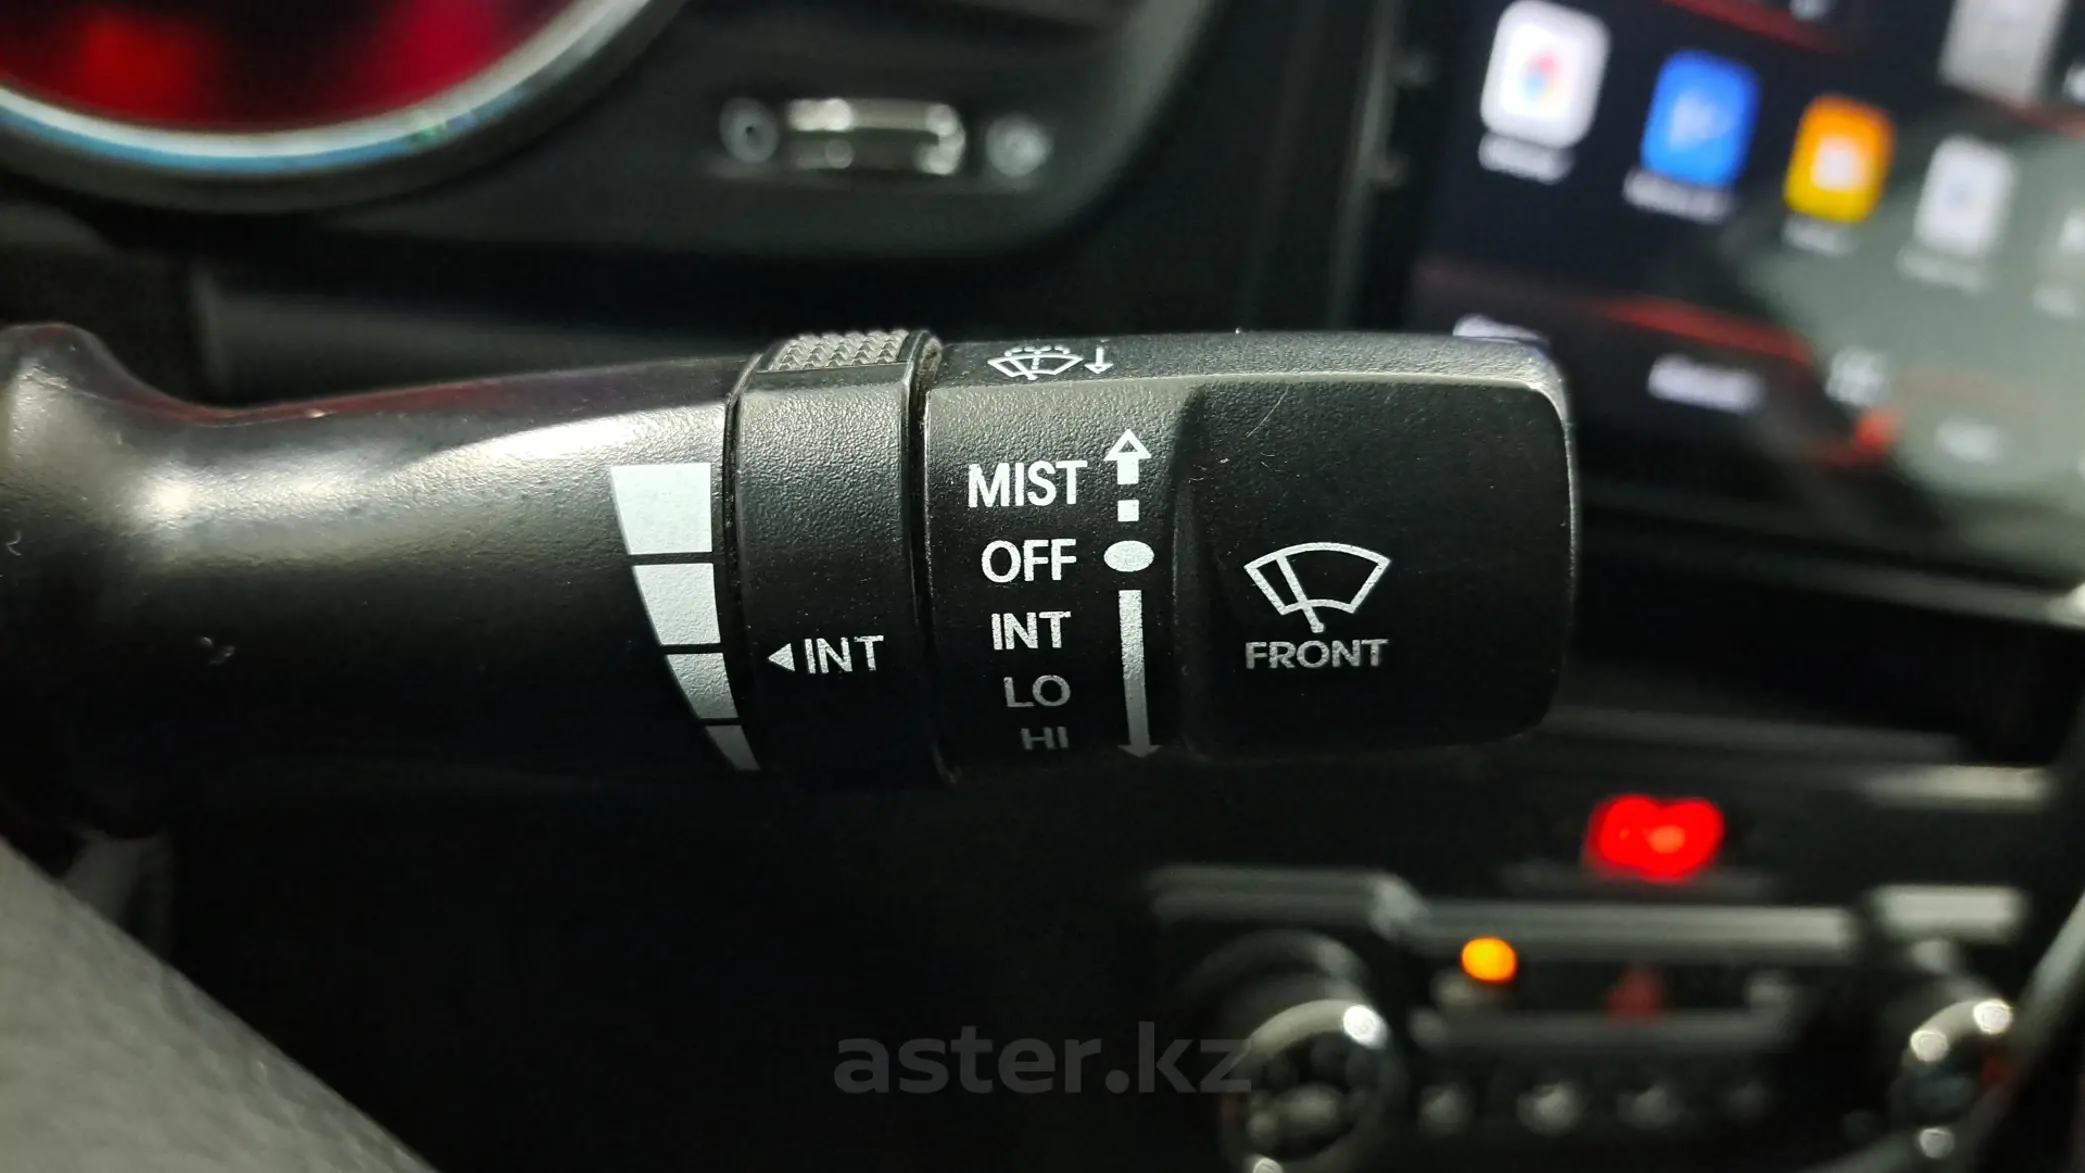 MIST
OFF
INT
INT
LO
HI
FRONT
aster.kz